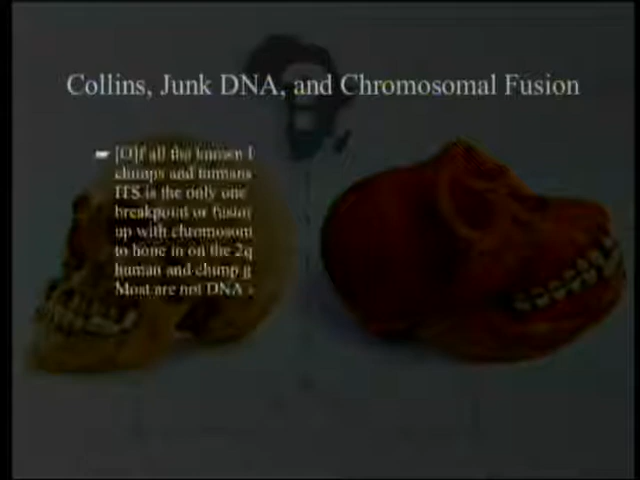 Collins, Junk DNA, and Chromosomal Fusion
[O]f all the known I
chimps and humans
ITS is the only one
breakpoint or fusion
up with chromosom
to hone in on the 2q
human and chimp g
Most are not DNA